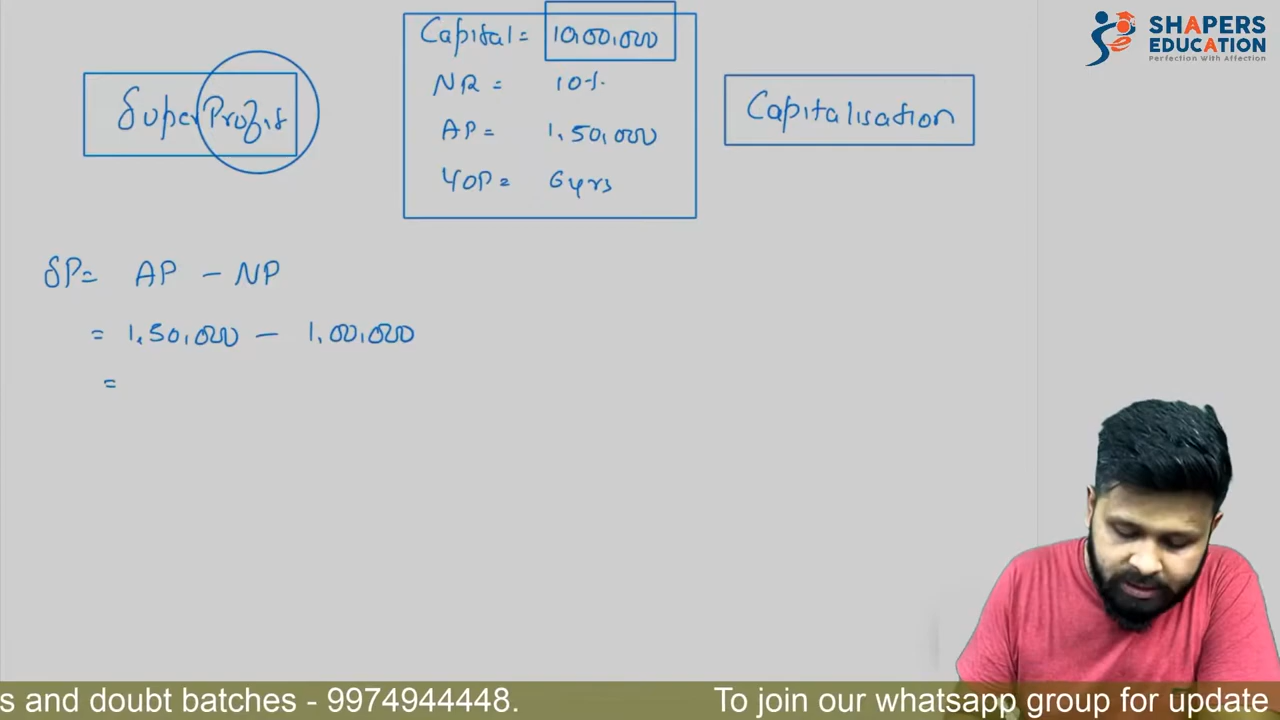 SHAPERS
EDUCATION
Perfection With Affection
Capital = 10,00,000
NR = 10%
AP = 1,50,000
YOP = 6 yrs
Super Profit
Capitalisation
SP = AP - NP
= 1,50,000 - 1,00,000
=
s and doubt batches - 9974944448.
To join our whatsapp group for update